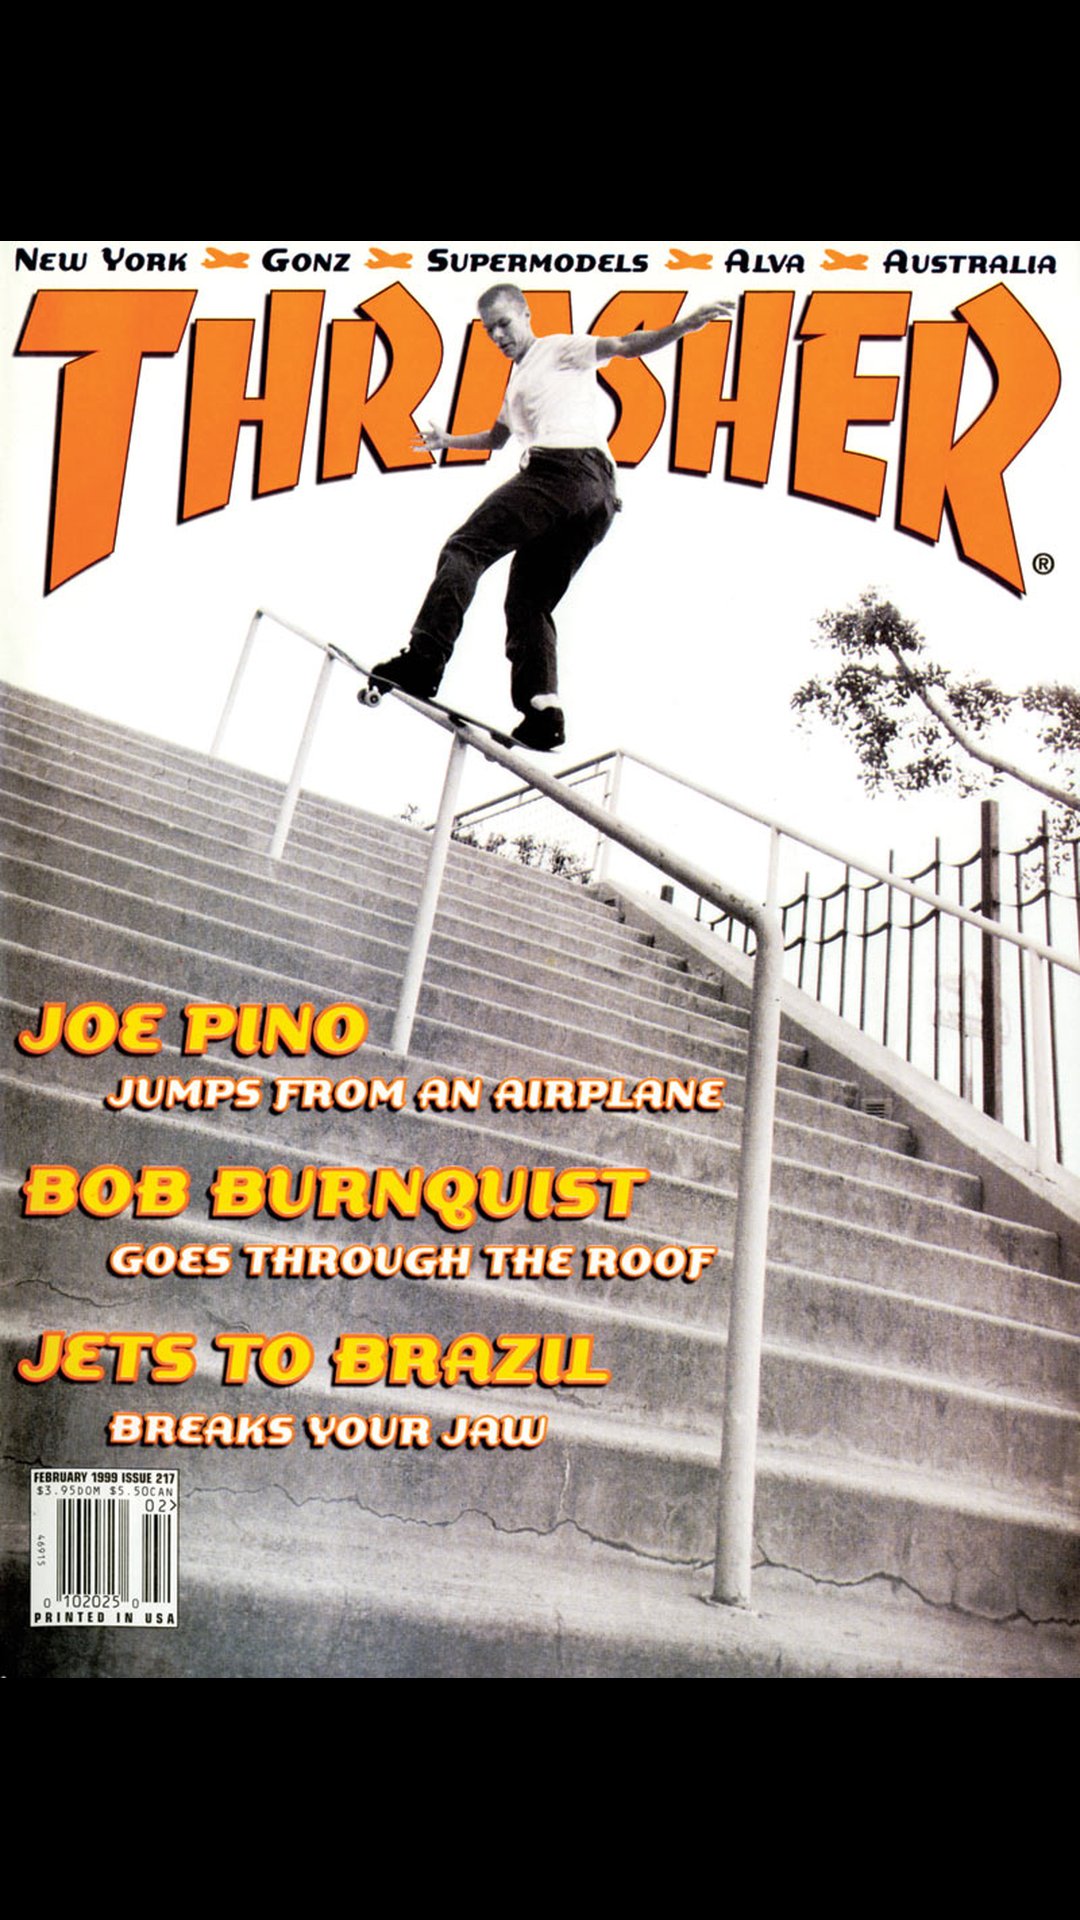 New York Gonz Supermodels Alva Australia
THRASHER®
JOE PINO
JUMPS FROM AN AIRPLANE
BOB BURNQUIST
GOES THROUGH THE ROOF
JETS TO BRAZIL
BREAKS YOUR JAW
FEBRUARY 1999 ISSUE 217
$3.95DOM $5.50CAN
02>
46915
0 102025 0
PRINTED IN USA